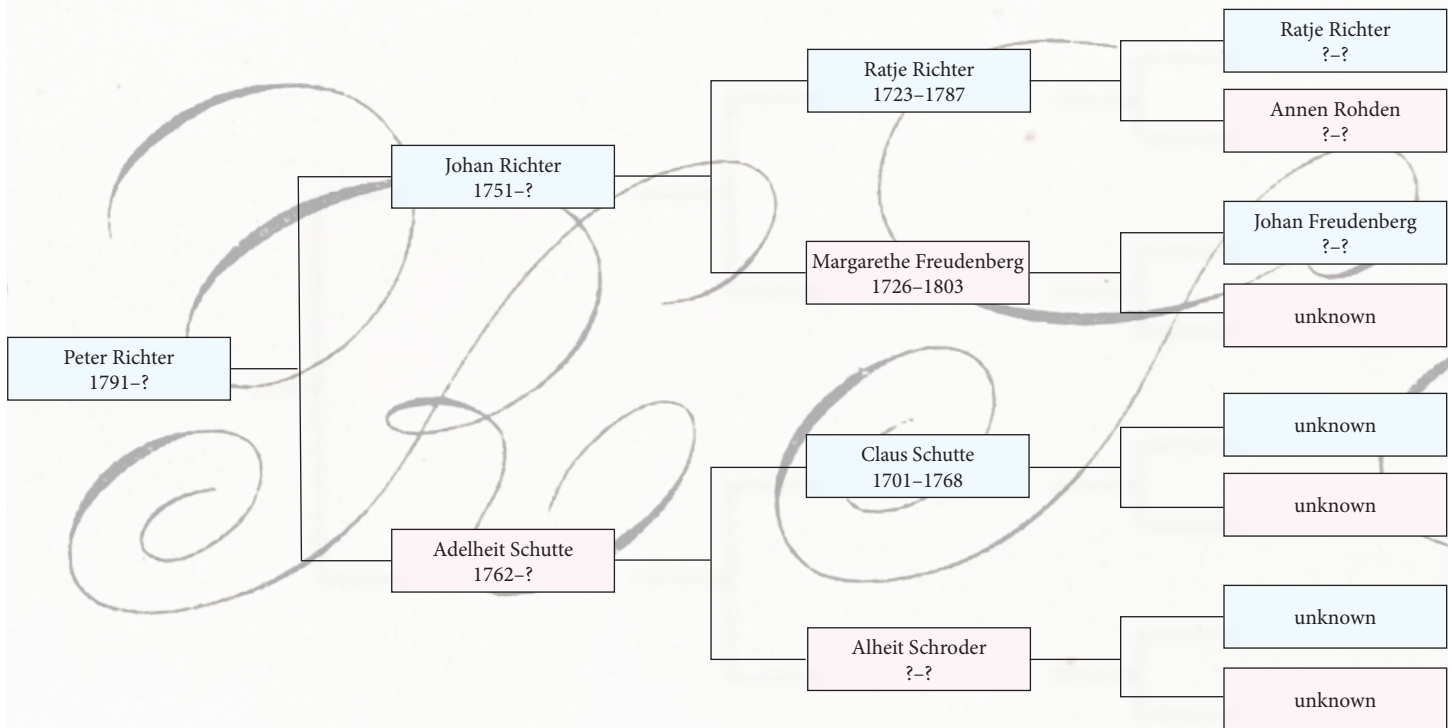 Ratje Richter
?–?
Ratje Richter
1723–1787
Annen Rohden
?–?
Johan Richter
1751–?
Johan Freudenberg
?–?
Margarethe Freudenberg
1726–1803
unknown
Peter Richter
1791–?
unknown
Claus Schutte
1701–1768
unknown
Adelheit Schutte
1762–?
unknown
Alheit Schroder
?–?
unknown